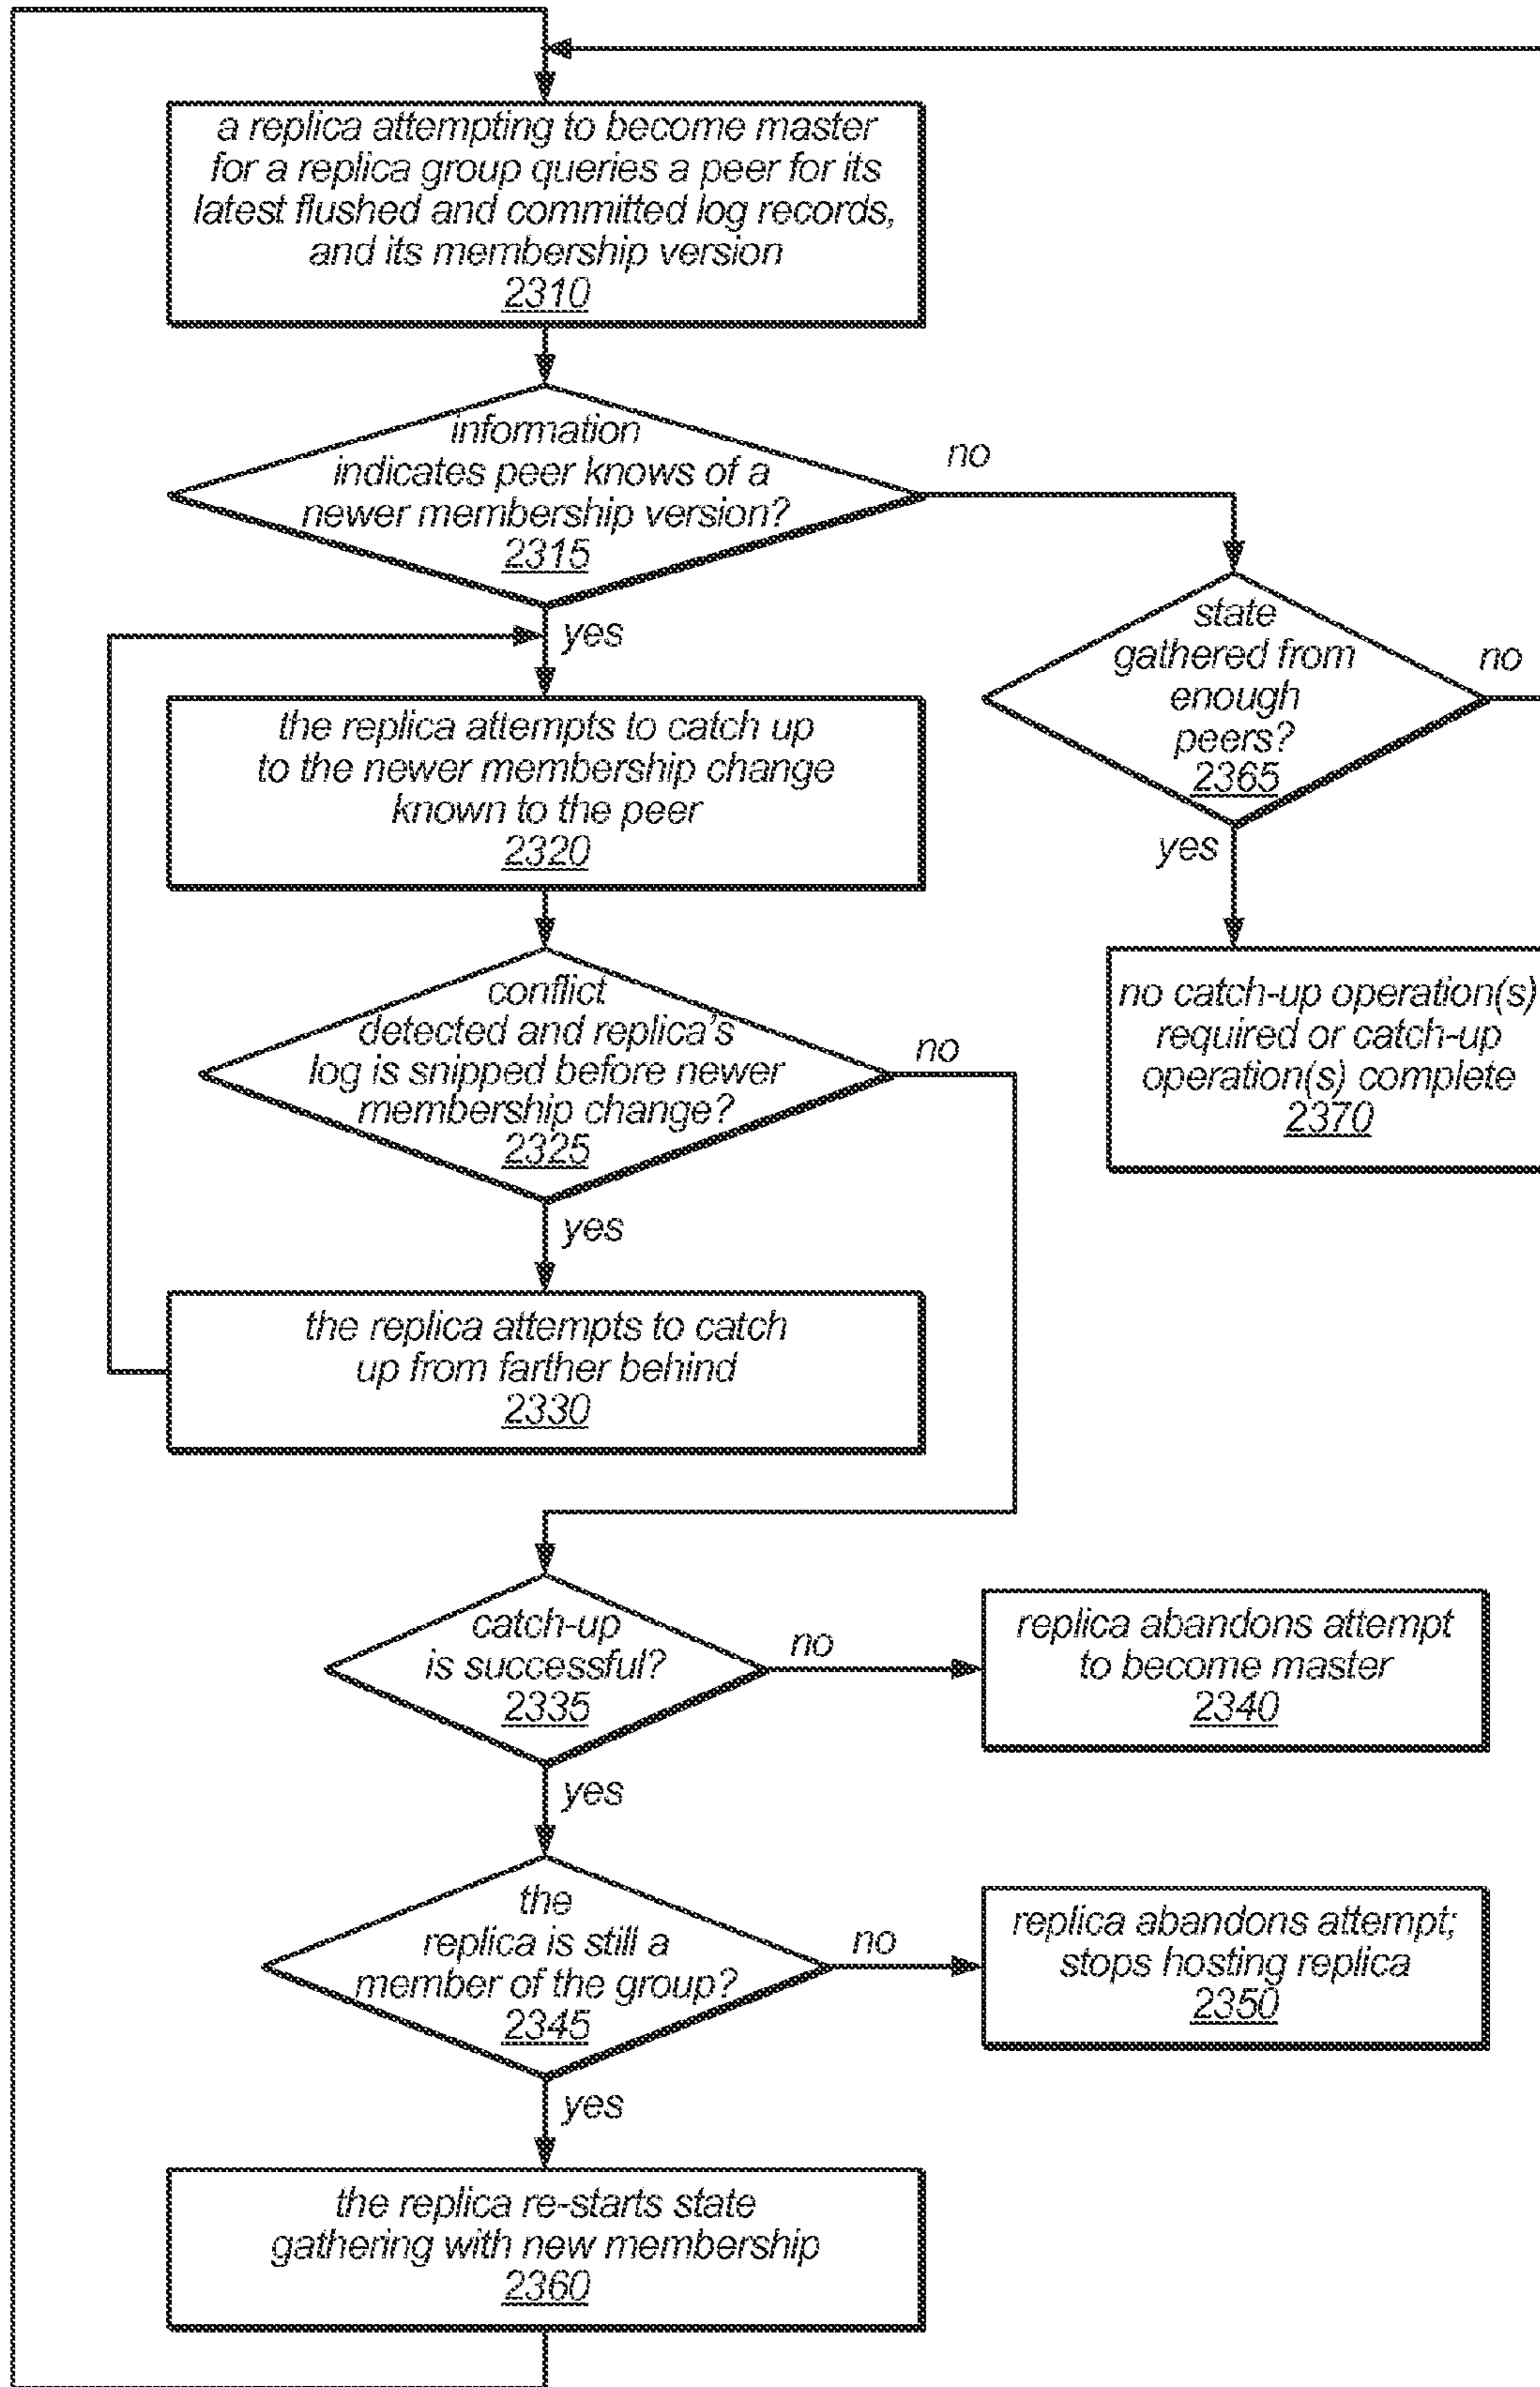 a replica attempting to become master
for a replica group queries a peer for its
latest flushed and committed log records,
and its membership version
2310
information
indicates peer knows of a
newer membership version?
2315
no
yes
state
gathered from
enough
peers?
2365
no
yes
the replica attempts to catch up
to the newer membership change
known to the peer
2320
no catch-up operation(s)
required or catch-up
operation(s) complete
2370
conflict
detected and replica's
log is snipped before newer
membership change?
2325
no
yes
the replica attempts to catch
up from farther behind
2330
catch-up
is successful?
2335
no
yes
replica abandons attempt
to become master
2340
the
replica is still a
member of the group?
2345
no
yes
replica abandons attempt;
stops hosting replica
2350
the replica re-starts state
gathering with new membership
2360